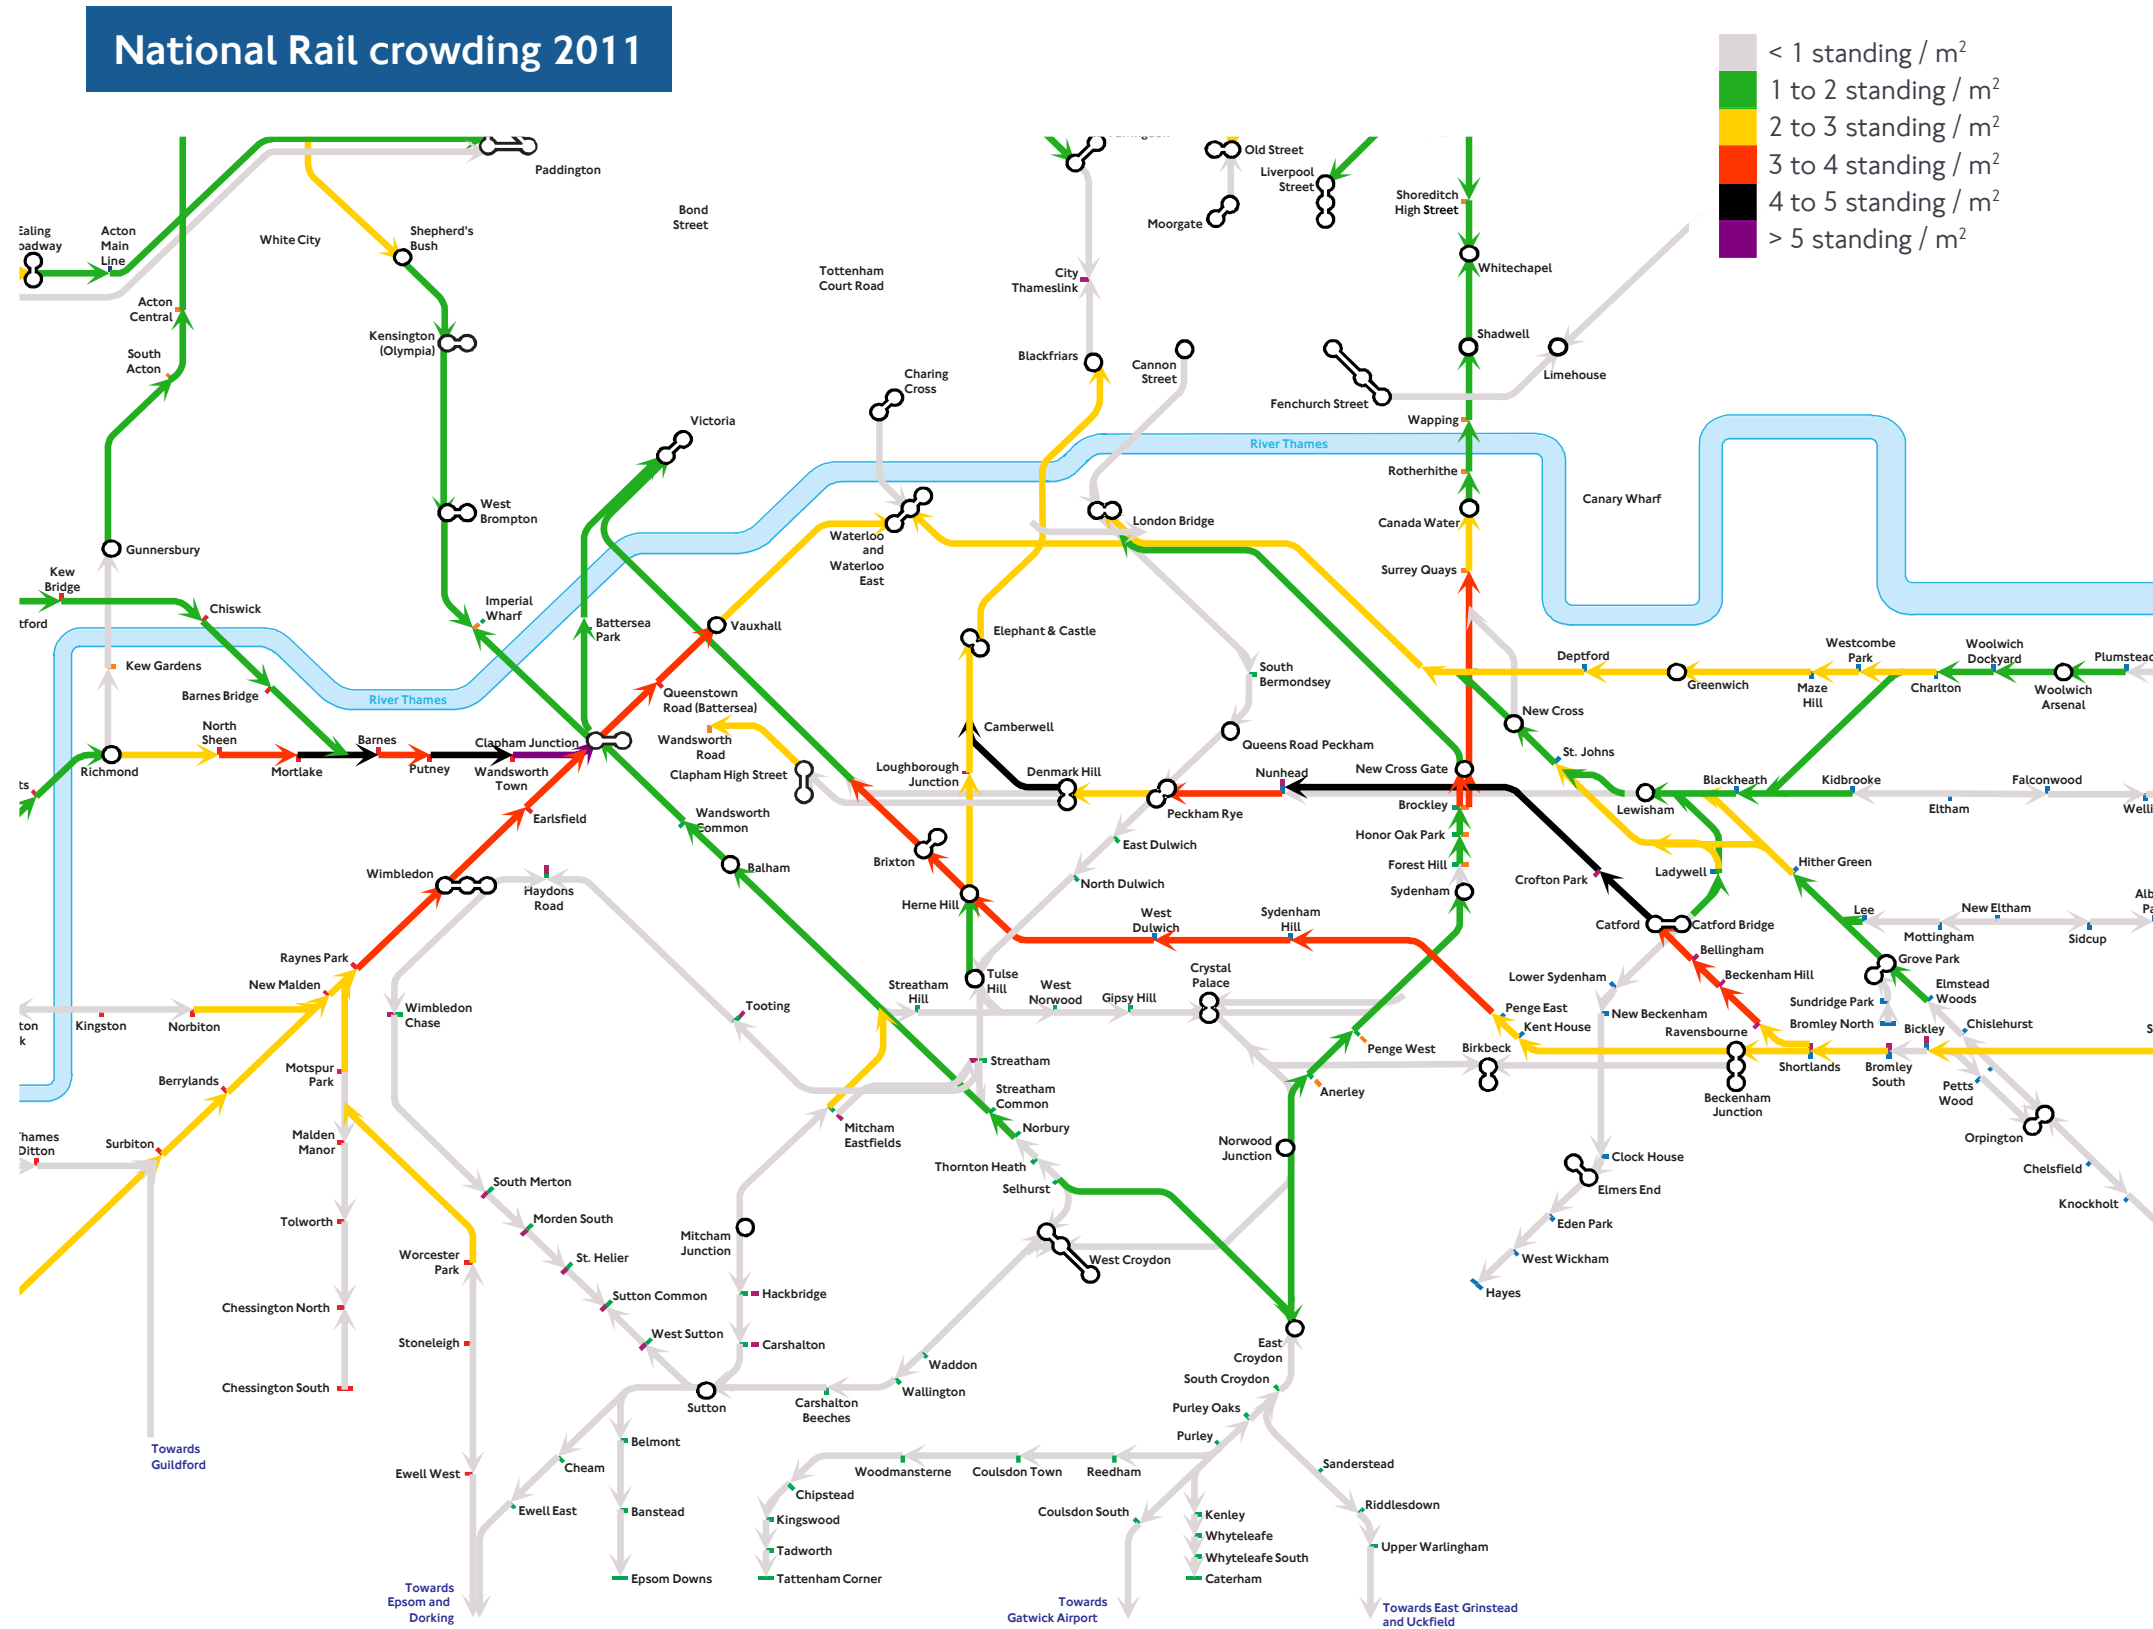 National Rail crowding 2011
< 1 standing / m²
1 to 2 standing / m²
2 to 3 standing / m²
3 to 4 standing / m²
4 to 5 standing / m²
> 5 standing / m²
Paddington
Old Street
Liverpool
Street
Moorgate
Shoreditch
High Street
Whitechapel
Bond
Street
White City
Shepherd's
Bush
Acton
Main
Line
Tottenham
Court Road
City
Thameslink
Acton
Central
South
Acton
Kensington
(Olympia)
Shadwell
Limehouse
Blackfriars
Cannon
Street
Fenchurch Street
Charing
Cross
Victoria
Wapping
River Thames
Rotherhithe
Canary Wharf
West
Brompton
London Bridge
Canada Water
Waterloo
and
Waterloo
East
Gunnersbury
Kew
Bridge
Surrey Quays
Chiswick
Imperial
Wharf
Battersea
Park
Vauxhall
Elephant & Castle
Kew Gardens
Barnes Bridge
River Thames
Queenstown
Road (Battersea)
South
Bermondsey
Deptford
Westcombe
Park
Woolwich
Dockyard
Greenwich
Maze
Hill
Charlton
Woolwich
Arsenal
New Cross
Camberwell
North
Sheen
Barnes
Clapham Junction
Wandsworth
Road
Queens Road Peckham
St. Johns
Richmond
Mortlake
Putney
Wandsworth
Town
Clapham High Street
Loughborough
Junction
Denmark Hill
Nunhead
New Cross Gate
Blackheath
Kidbrooke
Falconwood
Peckham Rye
Brockley
Lewisham
Eltham
Earlsfield
Wandsworth
Common
Honor Oak Park
East Dulwich
Brixton
Forest Hill
Balham
Ladywell
Hither Green
Wimbledon
Haydons
Road
North Dulwich
Crofton Park
Sydenham
Herne Hill
West
Dulwich
Sydenham
Hill
Catford
Catford Bridge
Lee
New Eltham
Mottingham
Sidcup
Raynes Park
New Malden
Tulse
Hill
Crystal
Palace
Bellingham
Beckenham Hill
Lower Sydenham
Grove Park
Elmstead
Woods
Kingston
Norbiton
Wimbledon
Chase
Tooting
Streatham
Hill
West
Norwood
Gipsy Hill
Penge East
Kent House
New Beckenham
Ravensbourne
Sundridge Park
Bromley North
Bickley
Chislehurst
Motspur
Park
Streatham
Penge West
Birkbeck
Shortlands
Bromley
South
Berrylands
Streatham
Common
Anerley
Beckenham
Junction
Petts
Wood
Surbiton
Malden
Manor
Mitcham
Eastfields
Norbury
Norwood
Junction
Orpington
Thornton Heath
Selhurst
Clock House
Elmers End
Chelsfield
Knockholt
South Merton
Morden South
Tolworth
Mitcham
Junction
Eden Park
Worcester
Park
St. Helier
West Croydon
West Wickham
Hayes
Sutton Common
Hackbridge
Chessington North
Stoneleigh
West Sutton
Carshalton
East
Croydon
Waddon
Wallington
South Croydon
Chessington South
Sutton
Carshalton
Beeches
Purley Oaks
Purley
Towards
Guildford
Belmont
Cheam
Ewell West
Woodmansterne
Coulsdon Town
Reedham
Sanderstead
Chipstead
Ewell East
Banstead
Kingswood
Coulsdon South
Kenley
Riddlesdown
Whyteleafe
Upper Warlingham
Tadworth
Whyteleafe South
Epsom Downs
Tattenham Corner
Caterham
Towards
Epsom and
Dorking
Towards
Gatwick Airport
Towards East Grinstead
and Uckfield